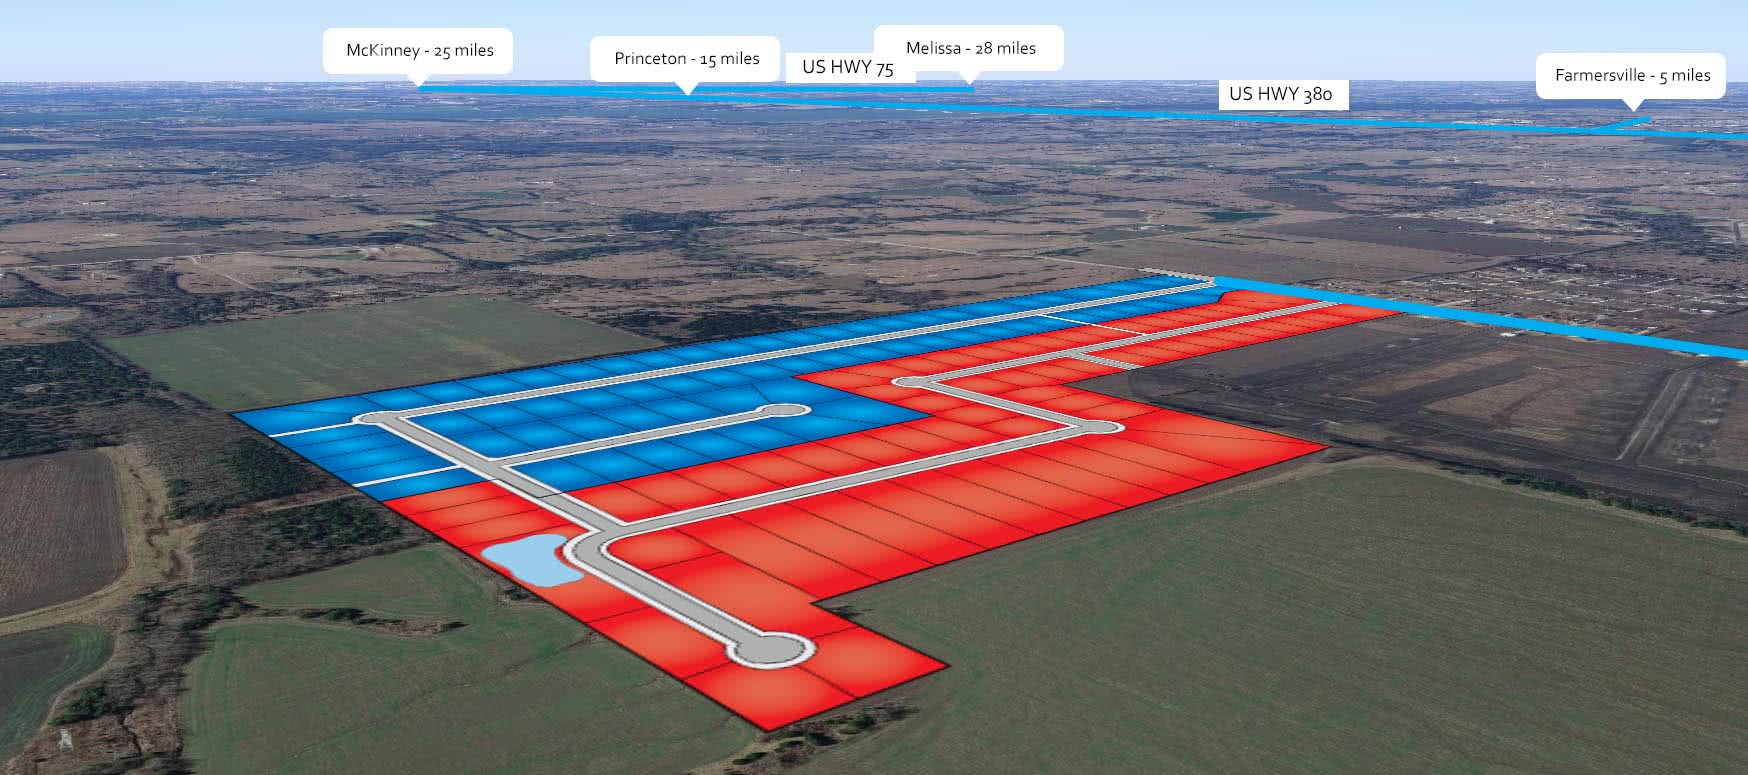 McKinney - 25 miles
Princeton - 15 miles
US HWY 75
Melissa - 28 miles
US HWY 380
Farmersville - 5 miles